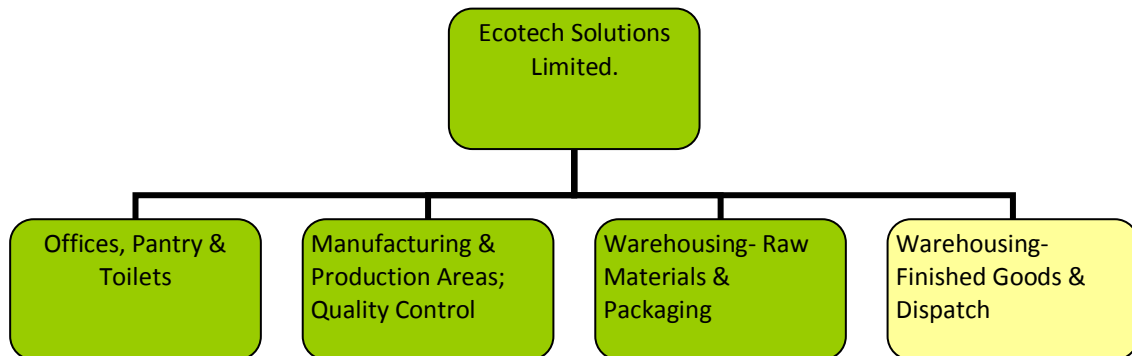 Ecotech Solutions
Limited.
Offices, Pantry &
Toilets
Manufacturing &
Production Areas;
Quality Control
Warehousing- Raw
Materials &
Packaging
Warehousing-
Finished Goods &
Dispatch